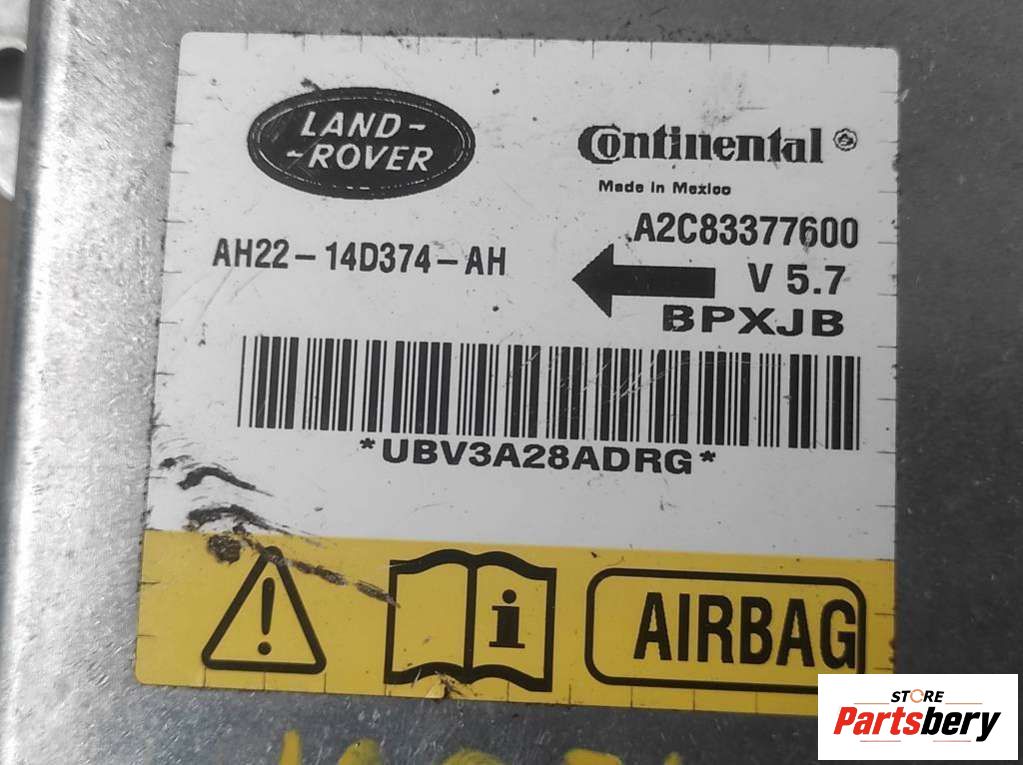 LAND-
-ROVER
Continental
Made in Mexico
A2C83377600
AH22-14D374-AH
V 5.7
BPXJB
*UBV3A28ADRG*
i
AIRBAG
STORE
Partsbery